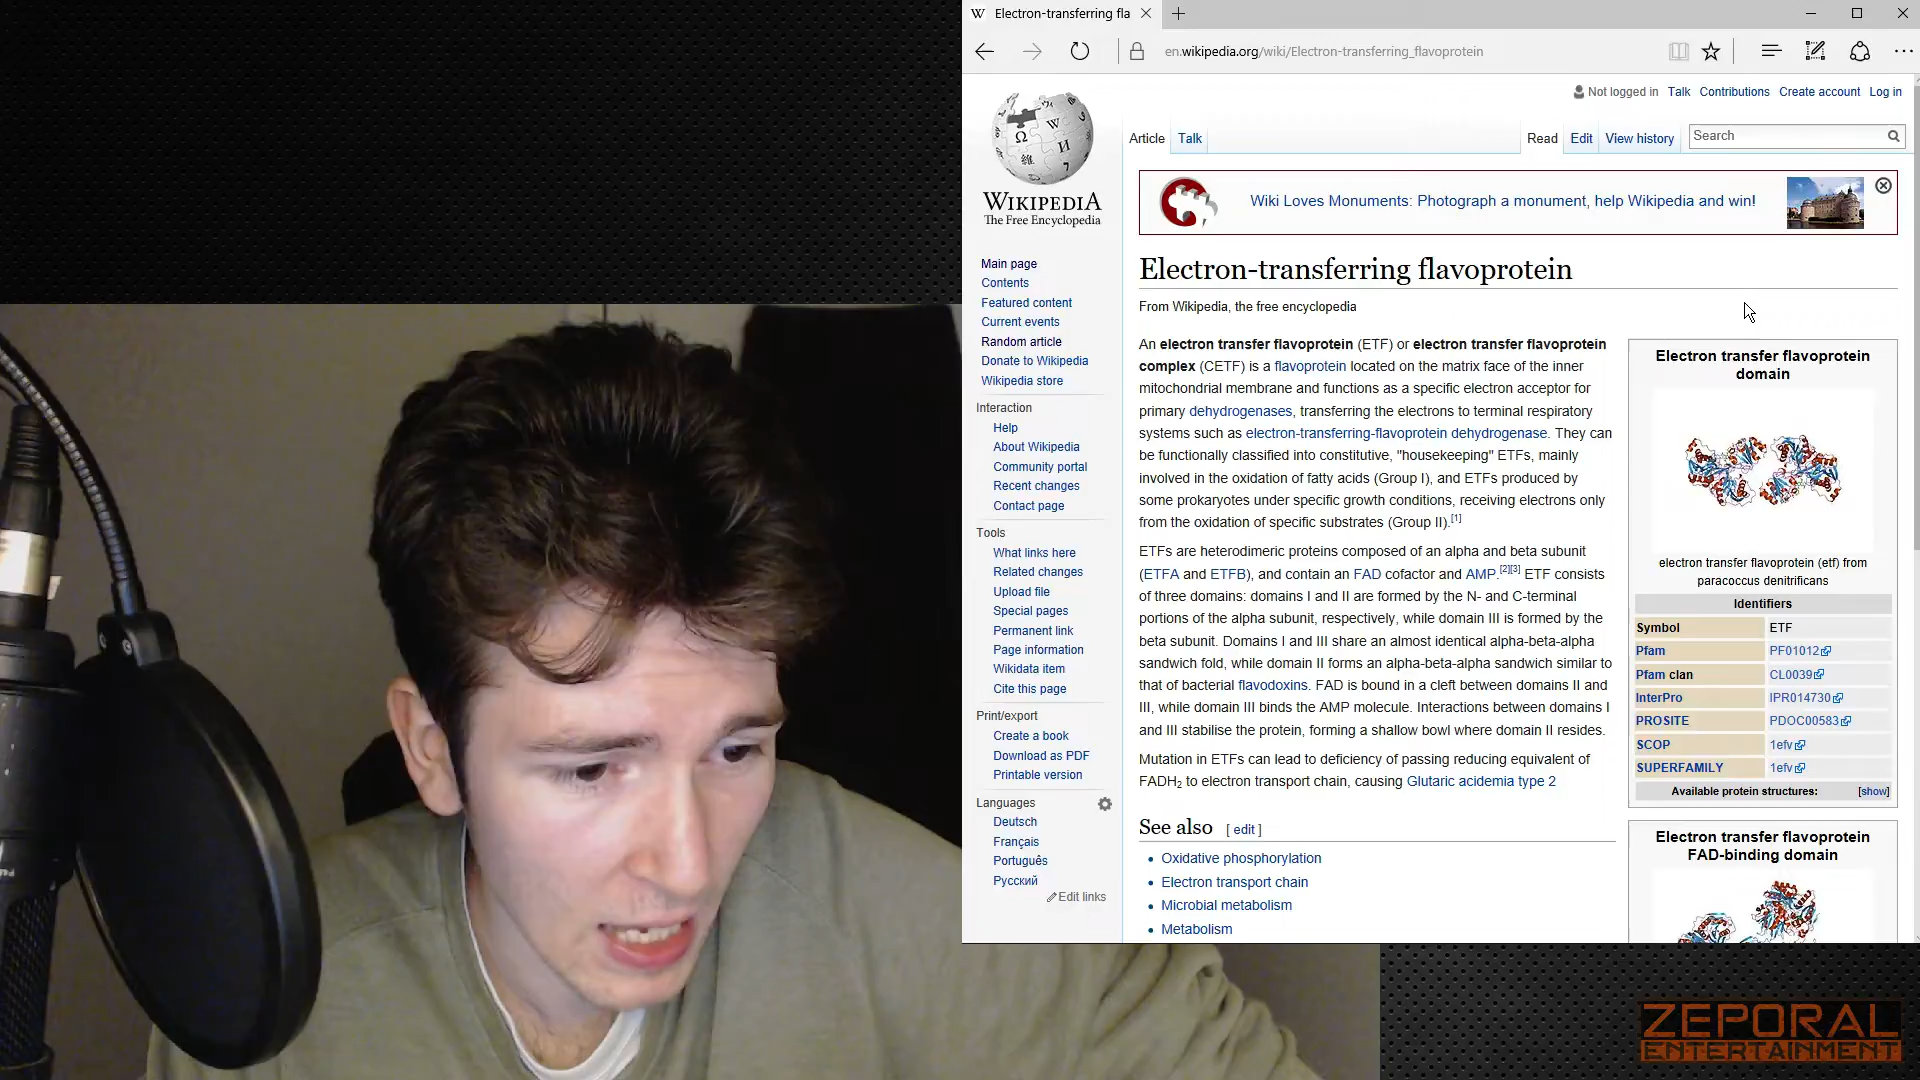 W Electron-transferring fla
en.wikipedia.org/wiki/Electron-transferring_flavoprotein
Not logged in Talk Contributions Create account Log in
Article Talk Read Edit View history Search
WIKIPEDIA
The Free Encyclopedia
Wiki Loves Monuments: Photograph a monument, help Wikipedia and win!
Main page
Contents
Featured content
Current events
Random article
Donate to Wikipedia
Wikipedia store
Interaction
Help
About Wikipedia
Community portal
Recent changes
Contact page
Tools
What links here
Related changes
Upload file
Special pages
Permanent link
Page information
Wikidata item
Cite this page
Print/export
Create a book
Download as PDF
Printable version
Languages
Deutsch
Français
Português
Русский
Edit links
Electron-transferring flavoprotein
From Wikipedia, the free encyclopedia
An electron transfer flavoprotein (ETF) or electron transfer flavoprotein
complex (CETF) is a flavoprotein located on the matrix face of the inner
mitochondrial membrane and functions as a specific electron acceptor for
primary dehydrogenases, transferring the electrons to terminal respiratory
systems such as electron-transferring-flavoprotein dehydrogenase. They can
be functionally classified into constitutive, "housekeeping" ETFs, mainly
involved in the oxidation of fatty acids (Group I), and ETFs produced by
some prokaryotes under specific growth conditions, receiving electrons only
from the oxidation of specific substrates (Group II).[1]
ETFs are heterodimeric proteins composed of an alpha and beta subunit
(ETFA and ETFB), and contain an FAD cofactor and AMP.[2][3] ETF consists
of three domains: domains I and II are formed by the N- and C-terminal
portions of the alpha subunit, respectively, while domain III is formed by the
beta subunit. Domains I and III share an almost identical alpha-beta-alpha
sandwich fold, while domain II forms an alpha-beta-alpha sandwich similar to
that of bacterial flavodoxins. FAD is bound in a cleft between domains II and
III, while domain III binds the AMP molecule. Interactions between domains I
and III stabilise the protein, forming a shallow bowl where domain II resides.
Mutation in ETFs can lead to deficiency of passing reducing equivalent of
FADH₂ to electron transport chain, causing Glutaric acidemia type 2
See also [ edit ]
Oxidative phosphorylation
Electron transport chain
Microbial metabolism
Metabolism
Electron transfer flavoprotein
domain
electron transfer flavoprotein (etf) from
paracoccus denitrificans
Identifiers
Symbol ETF
Pfam PF01012
Pfam clan CL0039
InterPro IPR014730
PROSITE PDOC00583
SCOP 1efv
SUPERFAMILY 1efv
Available protein structures: [show]
Electron transfer flavoprotein
FAD-binding domain
ZEPORAL
ENTERTAINMENT